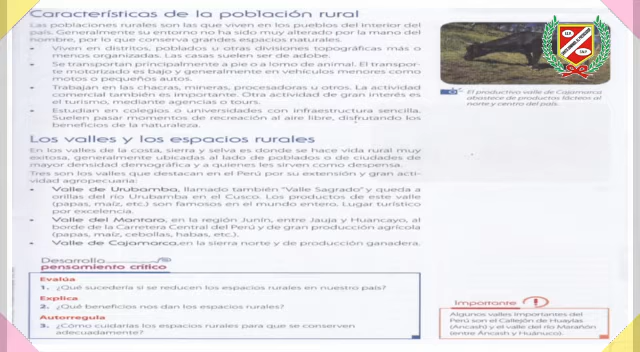 Características de la población rural
Las poblaciones rurales son las que viven en los pueblos del interior del
país. Generalmente su entorno no ha sido muy alterado por la mano del
hombre, por lo que conserva grandes espacios naturales.
• Viven en distritos, poblados u otras divisiones topográficas más o
menos organizadas. Las casas suelen ser de adobe.
• Se transportan principalmente a pie o a lomo de animal. El transpor-
te motorizado es bajo y generalmente en vehículos menores como
motos o pequeños autos.
• Trabajan en las chacras, mineras, procesadoras u otros. La actividad
comercial también es importante. Otra actividad de gran interés es
el turismo, mediante agencias o tours.
• Estudian en colegios o universidades con infraestructura sencilla.
Suelen pasar momentos de recreación al aire libre, disfrutando los
beneficios de la naturaleza.
El productivo valle de Cajamarca
abastece de productos lácteos al
norte y centro del país.
Los valles y los espacios rurales
En los valles de la costa, sierra y selva es donde se hace vida rural muy
exitosa, generalmente ubicadas al lado de poblados o de ciudades de
mayor densidad demográfica y a quienes les sirven como despensa.
Tres son los valles que destacan en el Perú por su extensión y gran acti-
vidad agropecuaria:
• Valle de Urubamba, llamado también "Valle Sagrado" y queda a
orillas del río Urubamba en el Cusco. Los productos de este valle
(papas, maíz, etc.) son famosos en el mundo entero. Lugar turístico
por excelencia.
• Valle del Mantaro, en la región Junín, entre Jauja y Huancayo, al
borde de la Carretera Central del Perú y de gran producción agrícola
(papas, maíz, cebollas, habas, etc.).
• Valle de Cajamarca,en la sierra norte y de producción ganadera.
Desarrollo
pensamiento crítico
Evalúa
1. ¿Qué sucedería si se reducen los espacios rurales en nuestro país?
Explica
2. ¿Qué beneficios nos dan los espacios rurales?
Autorregula
3. ¿Cómo cuidarías los espacios rurales para que se conserven
adecuadamente?
Importante
Algunos valles importantes del
Perú son el Callejón de Huaylas
(Áncash) y el valle del río Marañón
(entre Áncash y Huánuco).